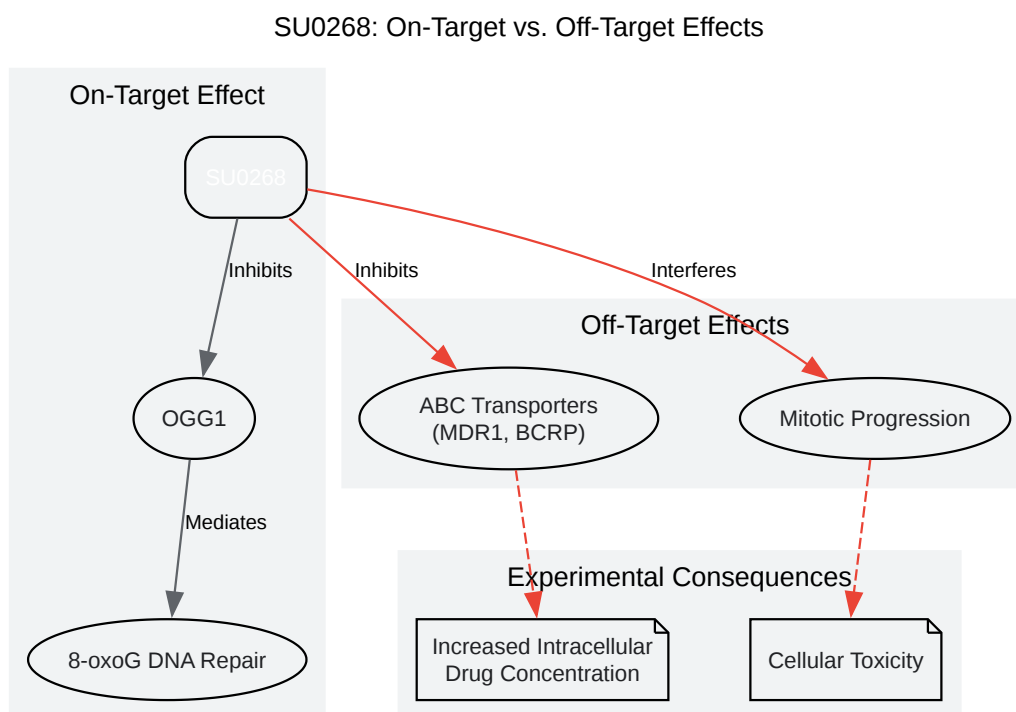 SU0268: On-Target vs. Off-Target Effects
On-Target Effect
SU0268
Inhibits
Inhibits
Interferes
Off-Target Effects
OGG1
ABC Transporters
(MDR1, BCRP)
Mitotic Progression
Mediates
Experimental Consequences
8-oxoG DNA Repair
Increased Intracellular
Drug Concentration
Cellular Toxicity